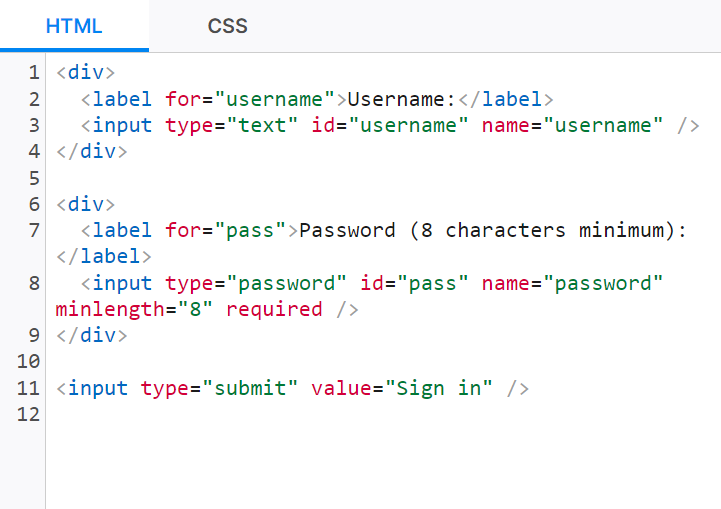 HTML CSS
1 <div>
2   <label for="username">Username:</label>
3   <input type="text" id="username" name="username" />
4 </div>
5
6 <div>
7   <label for="pass">Password (8 characters minimum):
</label>
8   <input type="password" id="pass" name="password"
minlength="8" required />
9 </div>
10
11 <input type="submit" value="Sign in" />
12